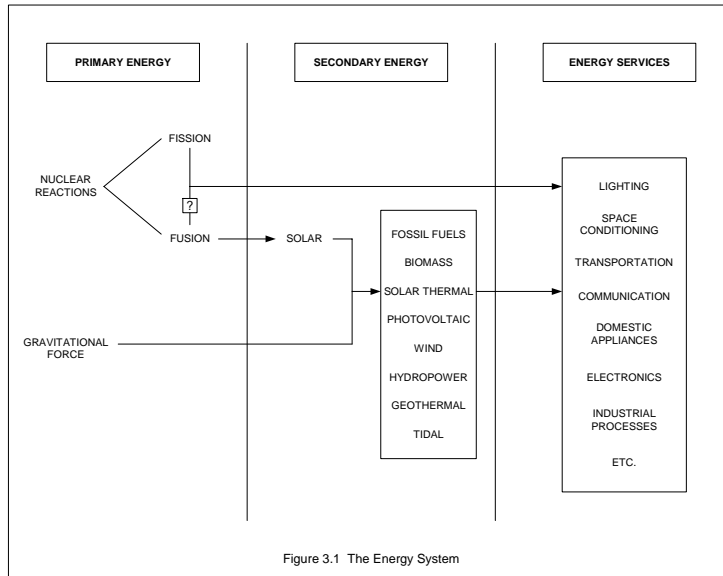 PRIMARY ENERGY
SECONDARY ENERGY
ENERGY SERVICES
FISSION
NUCLEAR
REACTIONS
?
FUSION
SOLAR
GRAVITATIONAL
FORCE
FOSSIL FUELS
BIOMASS
SOLAR THERMAL
PHOTOVOLTAIC
WIND
HYDROPOWER
GEOTHERMAL
TIDAL
LIGHTING
SPACE
CONDITIONING
TRANSPORTATION
COMMUNICATION
DOMESTIC
APPLIANCES
ELECTRONICS
INDUSTRIAL
PROCESSES
ETC.
Figure 3.1 The Energy System